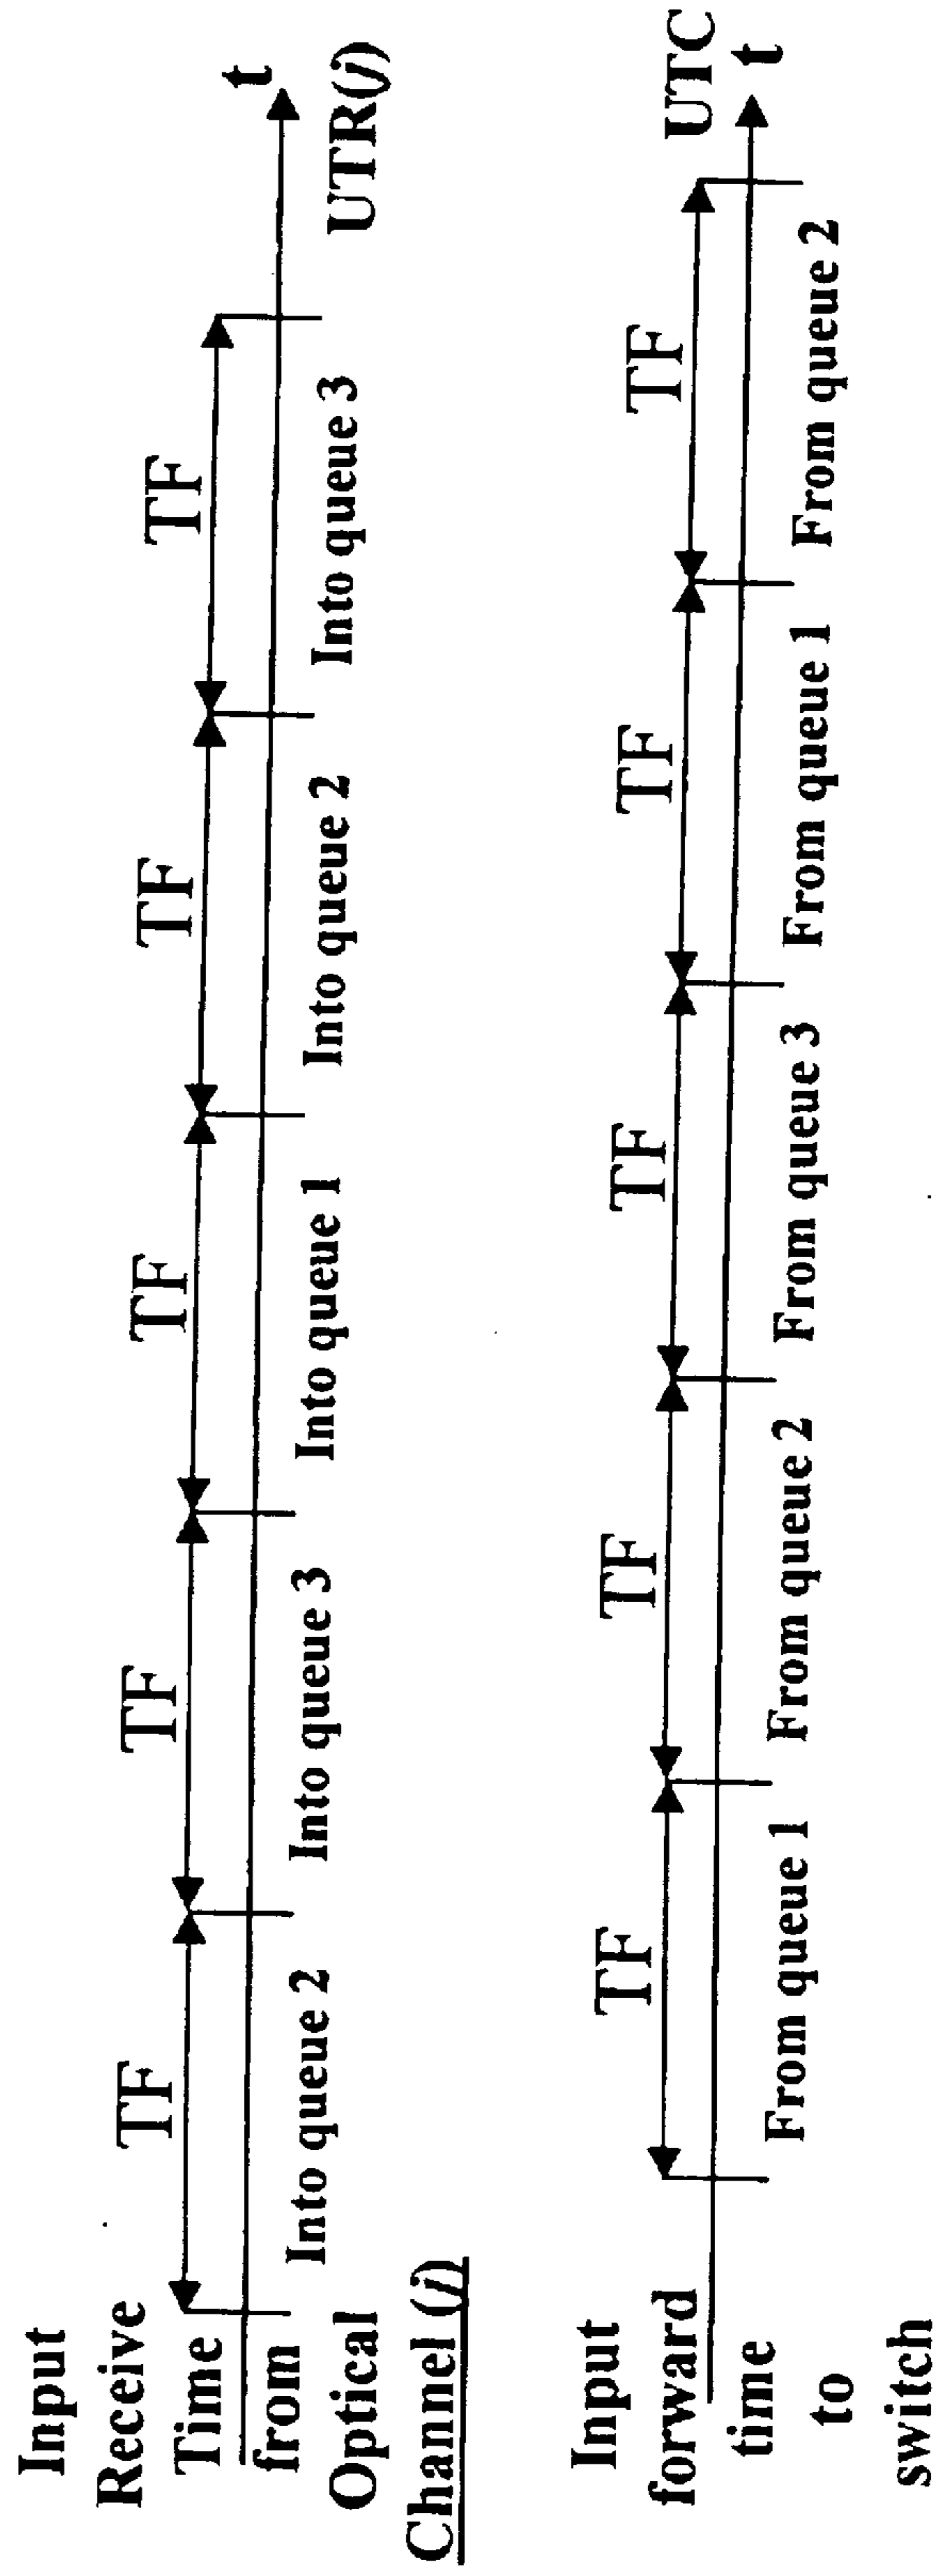 Input
Receive
Time
from
Optical
Channel (j)
TF TF TF TF TF
t
Into queue 2 Into queue 3 Into queue 1 Into queue 2 Into queue 3
UTR(j)
Input
forward
time
to
switch
TF TF TF TF TF
UTC
t
From queue 1 From queue 2 From queue 3 From queue 1 From queue 2